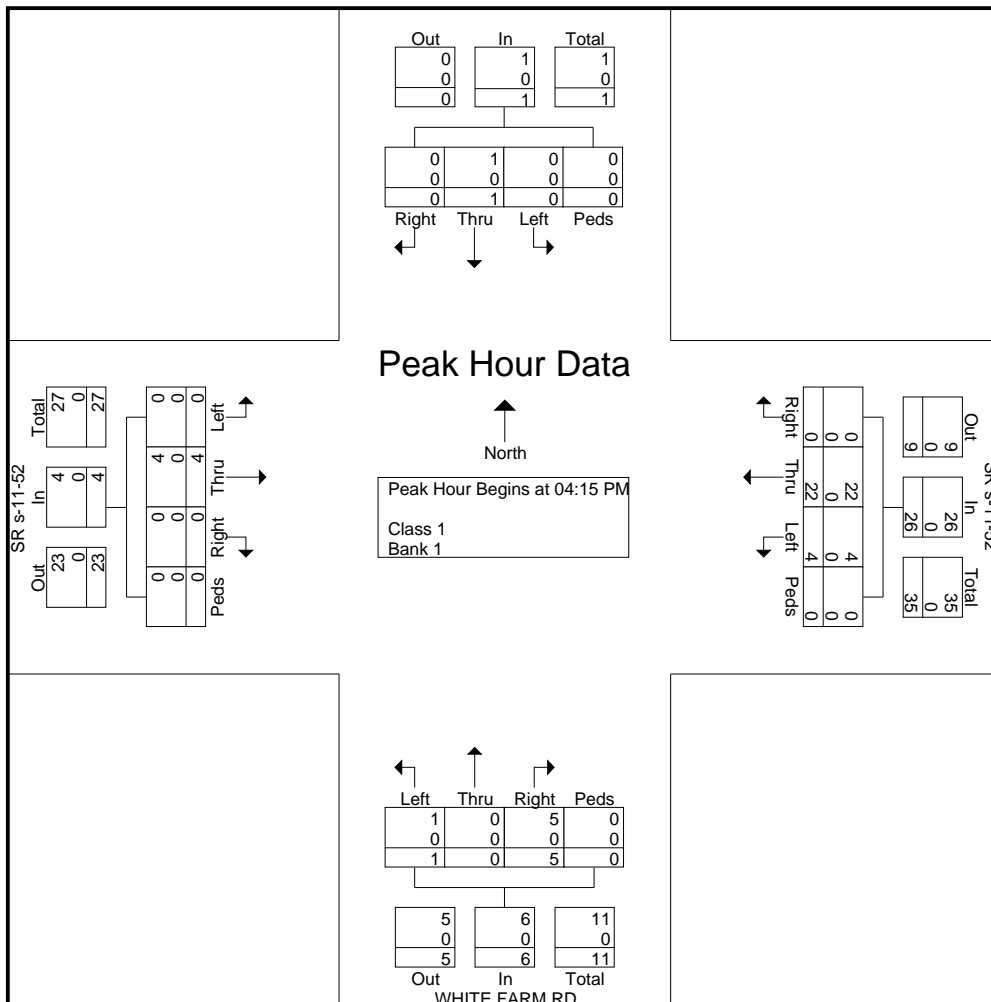 Out In Total
0 1 1
0 0 0
0 1 1
0 1 0 0
0 0 0 0
0 1 0 0
Right Thru Left Peds
Peak Hour Data
North
Peak Hour Begins at 04:15 PM
Class 1
Bank 1
SR s-11-52
Total In Out
27 4 23
0 0 0
27 4 23
0 4 0 0
0 0 0 0
0 4 0 0
Left Thru Right Peds
SR s-11-52
Out In Total
9 26 35
0 0 0
9 26 35
0 22 4 0
0 0 0 0
0 22 4 0
Right Thru Left Peds
Left Thru Right Peds
1 0 5 0
0 0 0 0
1 0 5 0
5 6 11
0 0 0
5 6 11
Out In Total
WHITE FARM RD